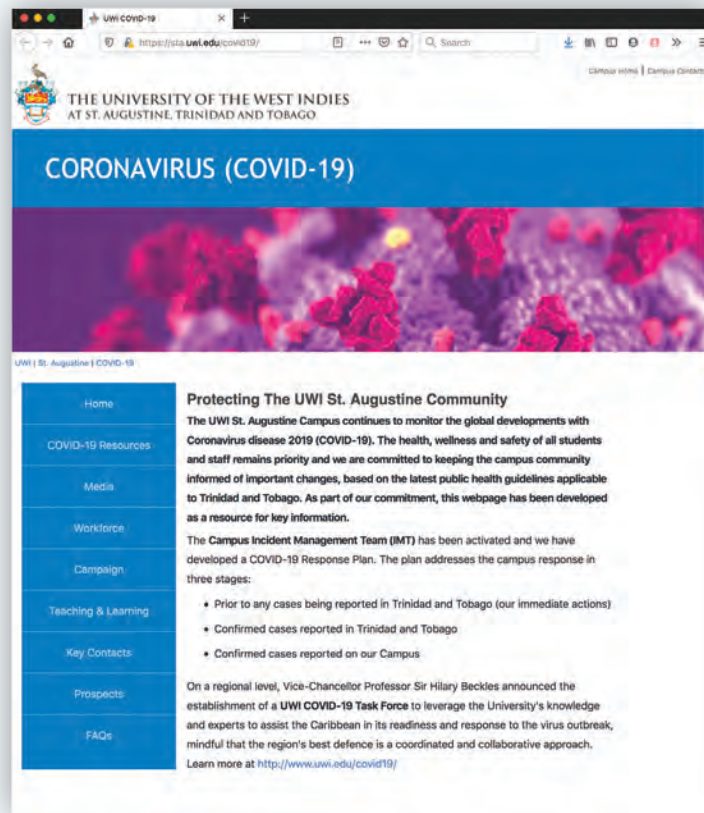 UWI COVID-19
https://sta.uwi.edu/covid19/
Search
Campus Home | Campus Contacts
THE UNIVERSITY OF THE WEST INDIES
AT ST. AUGUSTINE, TRINIDAD AND TOBAGO
CORONAVIRUS (COVID-19)
UWI | St. Augustine | COVID-19
Home
COVID-19 Resources
Media
Workforce
Campaign
Teaching & Learning
Key Contacts
Prospects
FAQs
Protecting The UWI St. Augustine Community
The UWI St. Augustine Campus continues to monitor the global developments with
Coronavirus disease 2019 (COVID-19). The health, wellness and safety of all students
and staff remains priority and we are committed to keeping the campus community
informed of important changes, based on the latest public health guidelines applicable
to Trinidad and Tobago. As part of our commitment, this webpage has been developed
as a resource for key information.
The Campus Incident Management Team (IMT) has been activated and we have
developed a COVID-19 Response Plan. The plan addresses the campus response in
three stages:
• Prior to any cases being reported in Trinidad and Tobago (our immediate actions)
• Confirmed cases reported in Trinidad and Tobago
• Confirmed cases reported on our Campus
On a regional level, Vice-Chancellor Professor Sir Hilary Beckles announced the
establishment of a UWI COVID-19 Task Force to leverage the University's knowledge
and experts to assist the Caribbean in its readiness and response to the virus outbreak,
mindful that the region's best defence is a coordinated and collaborative approach.
Learn more at http://www.uwi.edu/covid19/